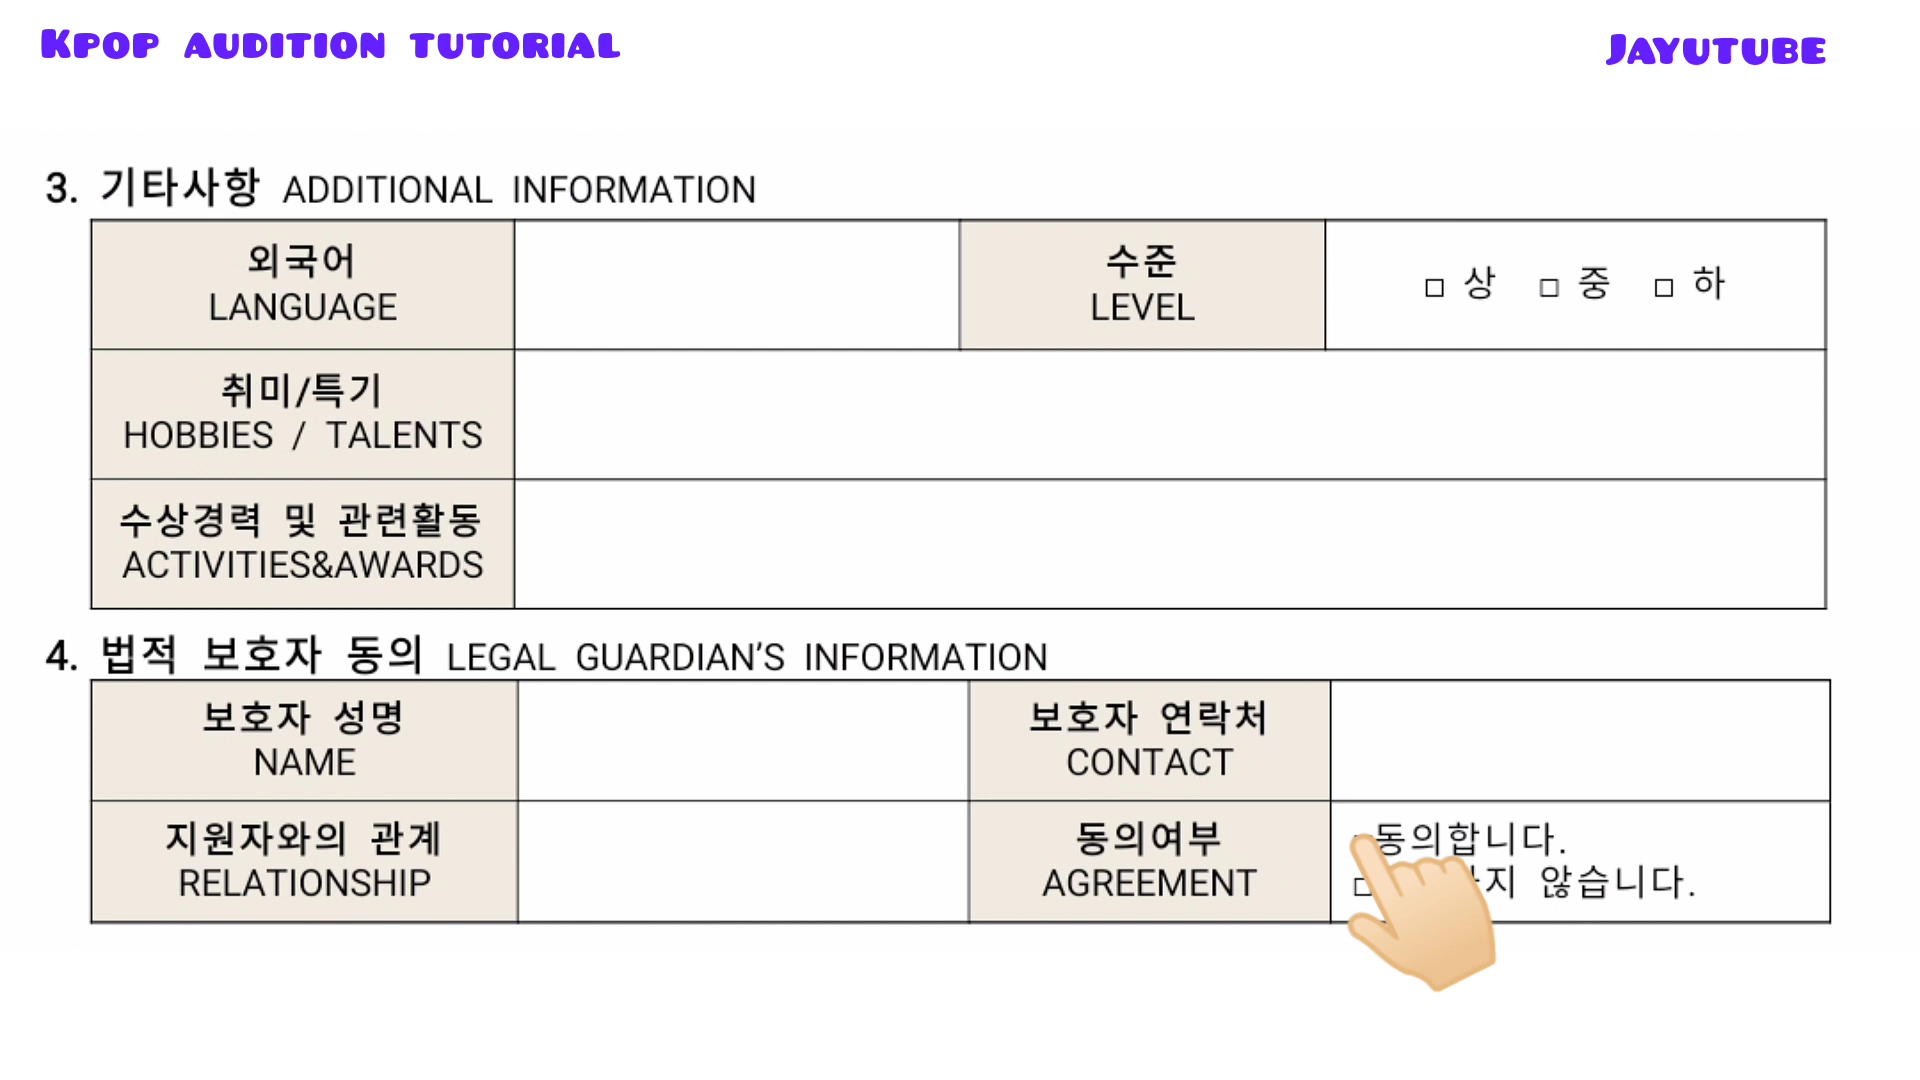 KPOP AUDITION TUTORIAL
JAYUTUBE
3. 기타사항 ADDITIONAL INFORMATION
외국어
LANGUAGE
수준
LEVEL
□ 상 □ 중 □ 하
취미/특기
HOBBIES / TALENTS
수상경력 및 관련활동
ACTIVITIES&AWARDS
4. 법적 보호자 동의 LEGAL GUARDIAN'S INFORMATION
보호자 성명
NAME
보호자 연락처
CONTACT
지원자와의 관계
RELATIONSHIP
동의여부
AGREEMENT
동의합니다.
□ 않습니다.